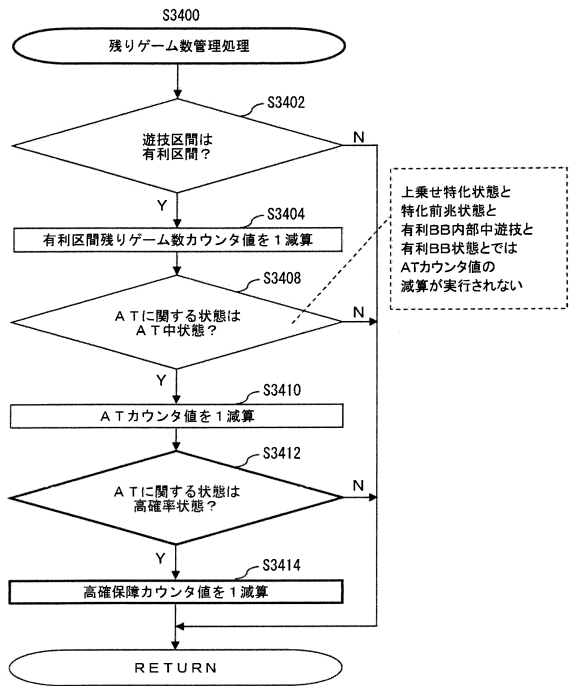 S3400
残りゲーム数管理処理
S3402
遊技区間は
有利区間?
N
Y
S3404
有利区間残りゲーム数カウンタ値を1減算
上乗せ特化状態と
特化前兆状態と
有利BB内部中遊技と
有利BB状態とでは
ATカウンタ値の
減算が実行されない
S3408
ATに関する状態は
AT中状態?
N
Y
S3410
ATカウンタ値を1減算
S3412
ATに関する状態は
高確率状態?
N
Y
S3414
高確保障カウンタ値を1減算
RETURN